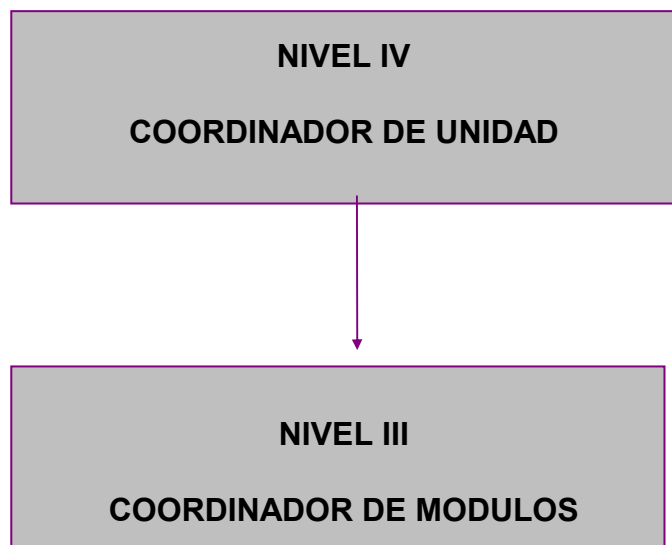 NIVEL IV
COORDINADOR DE UNIDAD
NIVEL III
COORDINADOR DE MODULOS